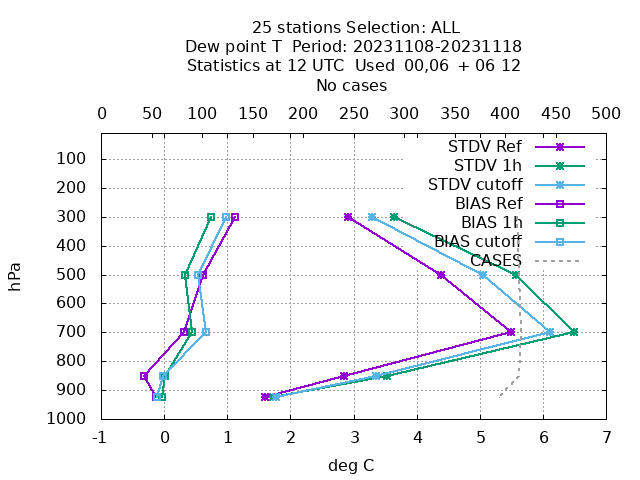 25 stations Selection: ALL
Dew point T  Period: 20231108-20231118
Statistics at 12 UTC  Used  00,06  + 06 12
No cases
0 50 100 150 200 250 300 350 400 450 500
STDV Ref
STDV 1h
STDV cutoff
BIAS Ref
BIAS 1h
BIAS cutoff
CASES
100
200
300
400
500
600
700
800
900
1000
hPa
-1 0 1 2 3 4 5 6 7
deg C